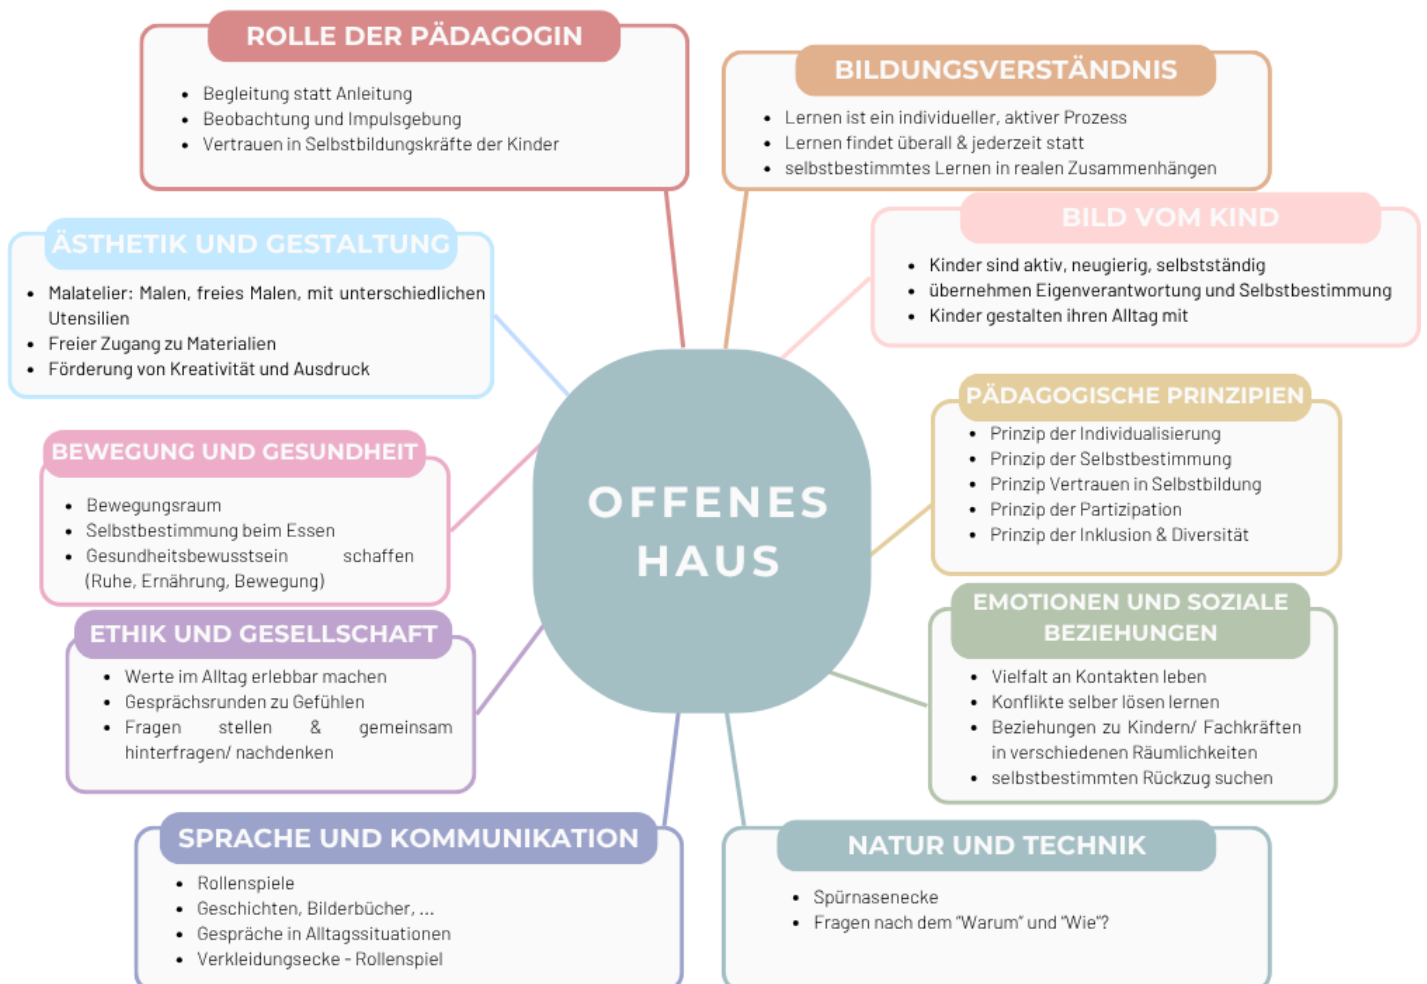 ROLLE DER PÄDAGOGIN
• Begleitung statt Anleitung
• Beobachtung und Impulsgebung
• Vertrauen in Selbstbildungskräfte der Kinder
BILDUNGSVERSTÄNDNIS
• Lernen ist ein individueller, aktiver Prozess
• Lernen findet überall & jederzeit statt
• selbstbestimmtes Lernen in realen Zusammenhängen
ÄSTHETIK UND GESTALTUNG
• Malatelier: Malen, freies Malen, mit unterschiedlichen
Utensilien
• Freier Zugang zu Materialien
• Förderung von Kreativität und Ausdruck
BILD VOM KIND
• Kinder sind aktiv, neugierig, selbstständig
• übernehmen Eigenverantwortung und Selbstbestimmung
• Kinder gestalten ihren Alltag mit
BEWEGUNG UND GESUNDHEIT
• Bewegungsraum
• Selbstbestimmung beim Essen
• Gesundheitsbewusstsein schaffen
(Ruhe, Ernährung, Bewegung)
OFFENES
HAUS
PÄDAGOGISCHE PRINZIPIEN
• Prinzip der Individualisierung
• Prinzip der Selbstbestimmung
• Prinzip Vertrauen in Selbstbildung
• Prinzip der Partizipation
• Prinzip der Inklusion & Diversität
ETHIK UND GESELLSCHAFT
• Werte im Alltag erlebbar machen
• Gesprächsrunden zu Gefühlen
• Fragen stellen & gemeinsam
hinterfragen/ nachdenken
EMOTIONEN UND SOZIALE
BEZIEHUNGEN
• Vielfalt an Kontakten leben
• Konflikte selber lösen lernen
• Beziehungen zu Kindern/ Fachkräften
in verschiedenen Räumlichkeiten
• selbstbestimmten Rückzug suchen
SPRACHE UND KOMMUNIKATION
• Rollenspiele
• Geschichten, Bilderbücher, ...
• Gespräche in Alltagssituationen
• Verkleidungsecke - Rollenspiel
NATUR UND TECHNIK
• Spürnasenecke
• Fragen nach dem "Warum" und "Wie"?